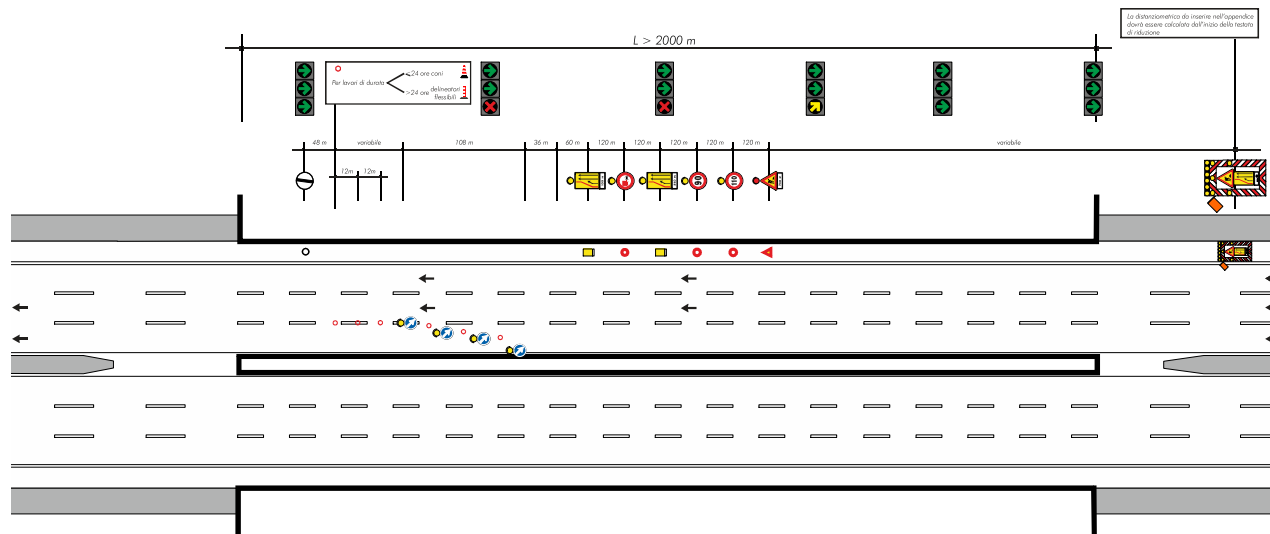 La distanziometrica da inserire nell'appendice
dovrà essere calcolata dall'inizio della testata
di riduzione
L > 2000 m
Per lavori di durata
<24 ore coni
>24 ore delineatori
flessibili
48 m
variabile
108 m
36 m
60 m
120 m
120 m
120 m
120 m
120 m
variabile
12m
12m
90
110